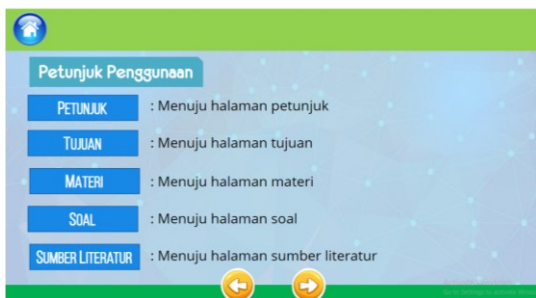 Petunjuk Penggunaan
PETUNJUK : Menuju halaman petunjuk
TUJUAN : Menuju halaman tujuan
MATERI : Menuju halaman materi
SOAL : Menuju halaman soal
SUMBER LITERATUR : Menuju halaman sumber literatur